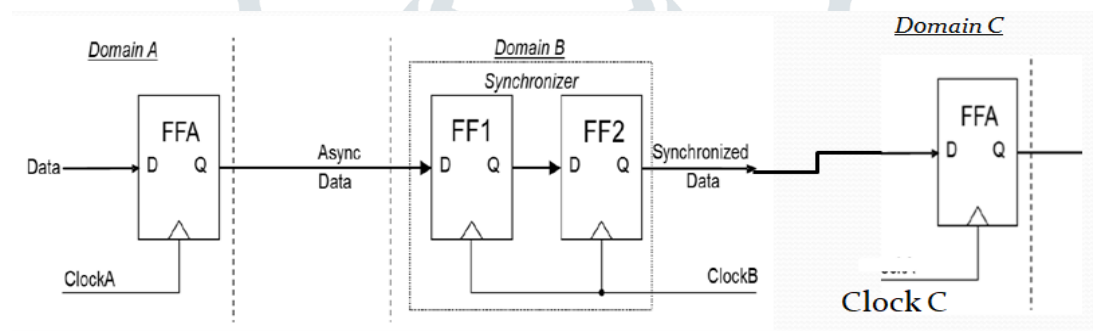 Domain A
Domain B
Domain C
Synchronizer
FFA
FF1
FF2
FFA
Data
D
Q
Async
Data
D
Q
D
Q
Synchronized
Data
D
Q
ClockA
ClockB
Clock C